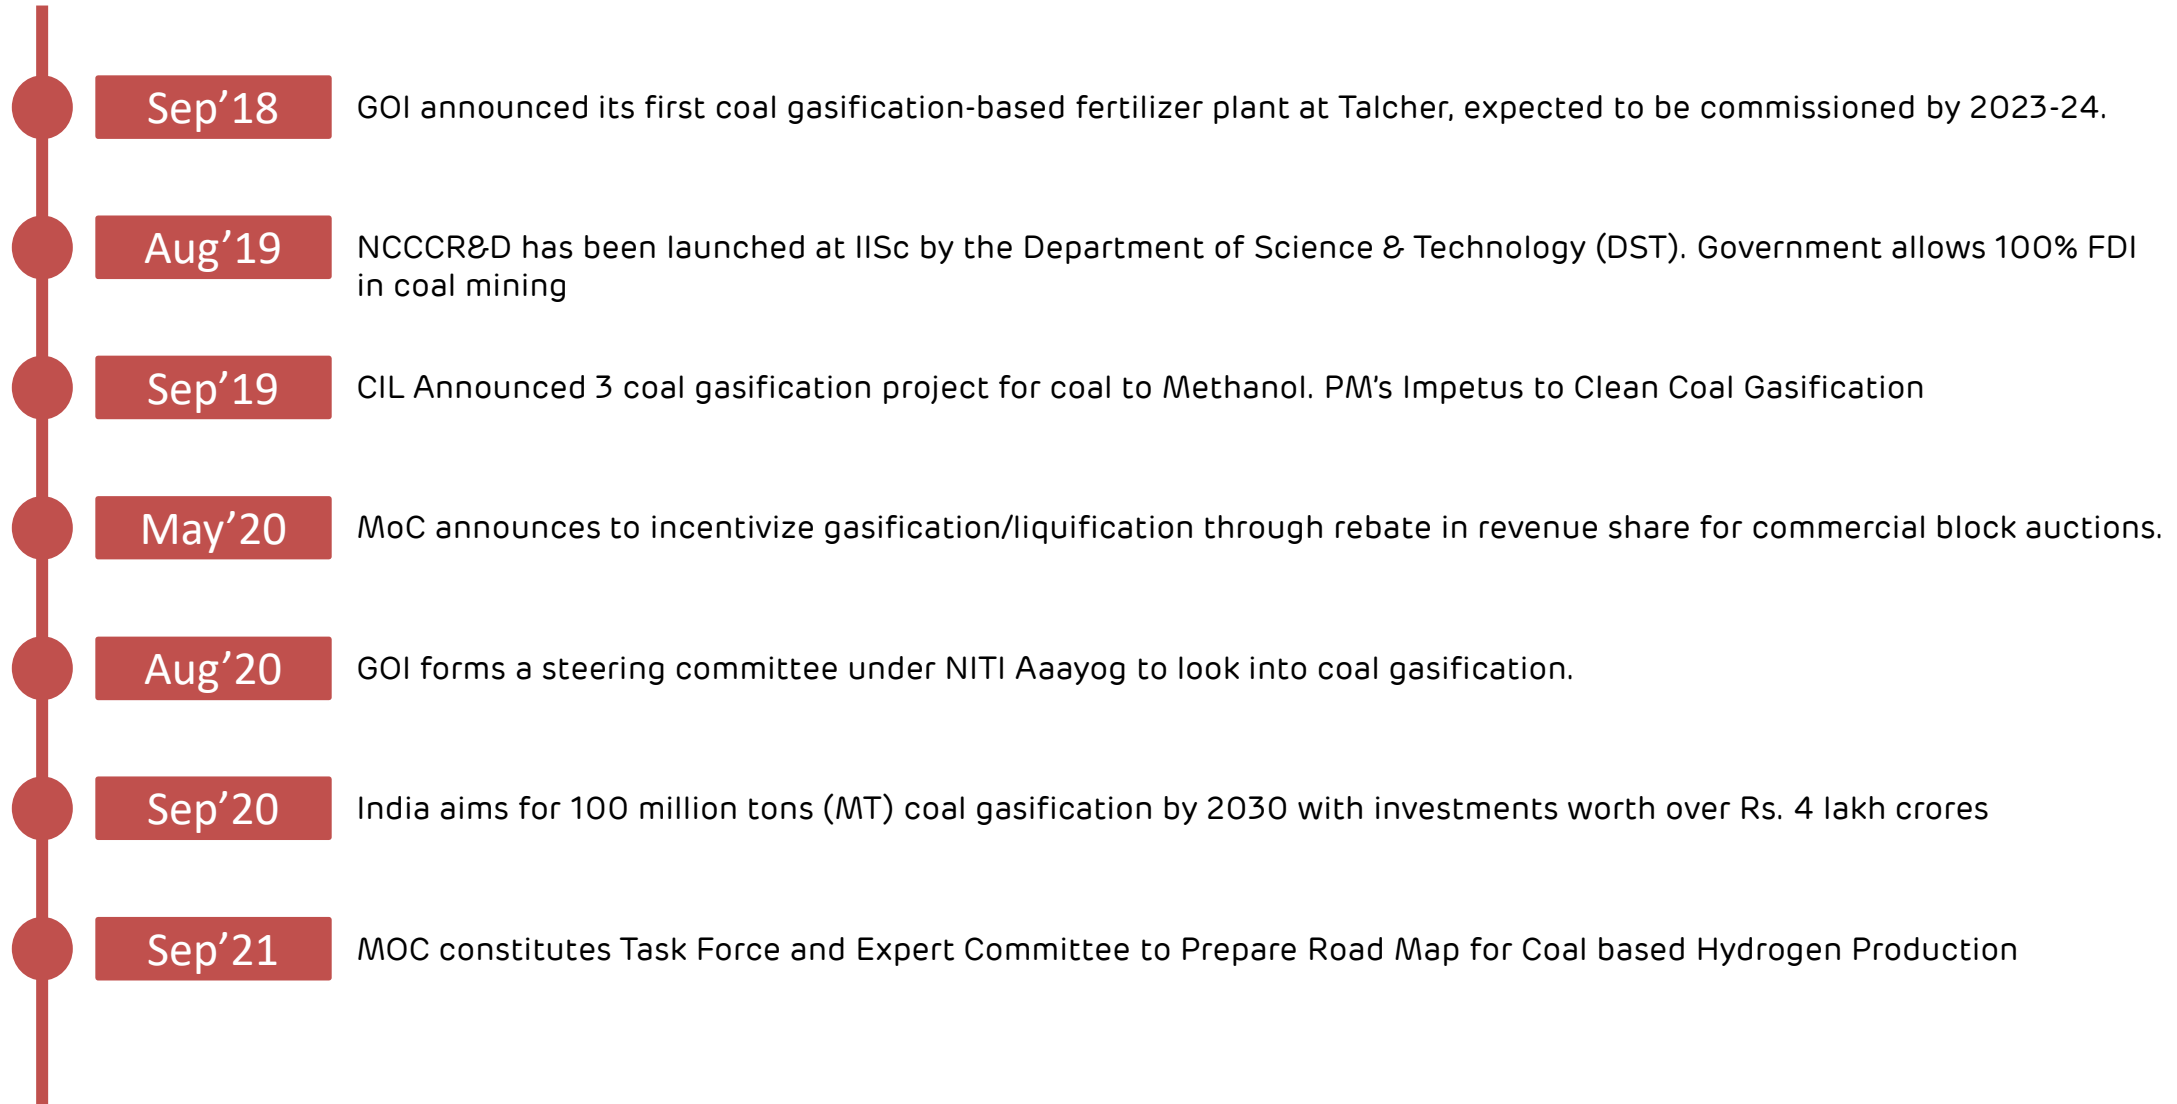 Sep’18
GOI announced its first coal gasification-based fertilizer plant at Talcher, expected to be commissioned by 2023-24.
Aug’19
NCCCR&D has been launched at IISc by the Department of Science & Technology (DST). Government allows 100% FDI
in coal mining
Sep’19
CIL Announced 3 coal gasification project for coal to Methanol. PM’s Impetus to Clean Coal Gasification
May’20
MoC announces to incentivize gasification/liquification through rebate in revenue share for commercial block auctions.
Aug’20
GOI forms a steering committee under NITI Aaayog to look into coal gasification.
Sep’20
India aims for 100 million tons (MT) coal gasification by 2030 with investments worth over Rs. 4 lakh crores
Sep’21
MOC constitutes Task Force and Expert Committee to Prepare Road Map for Coal based Hydrogen Production